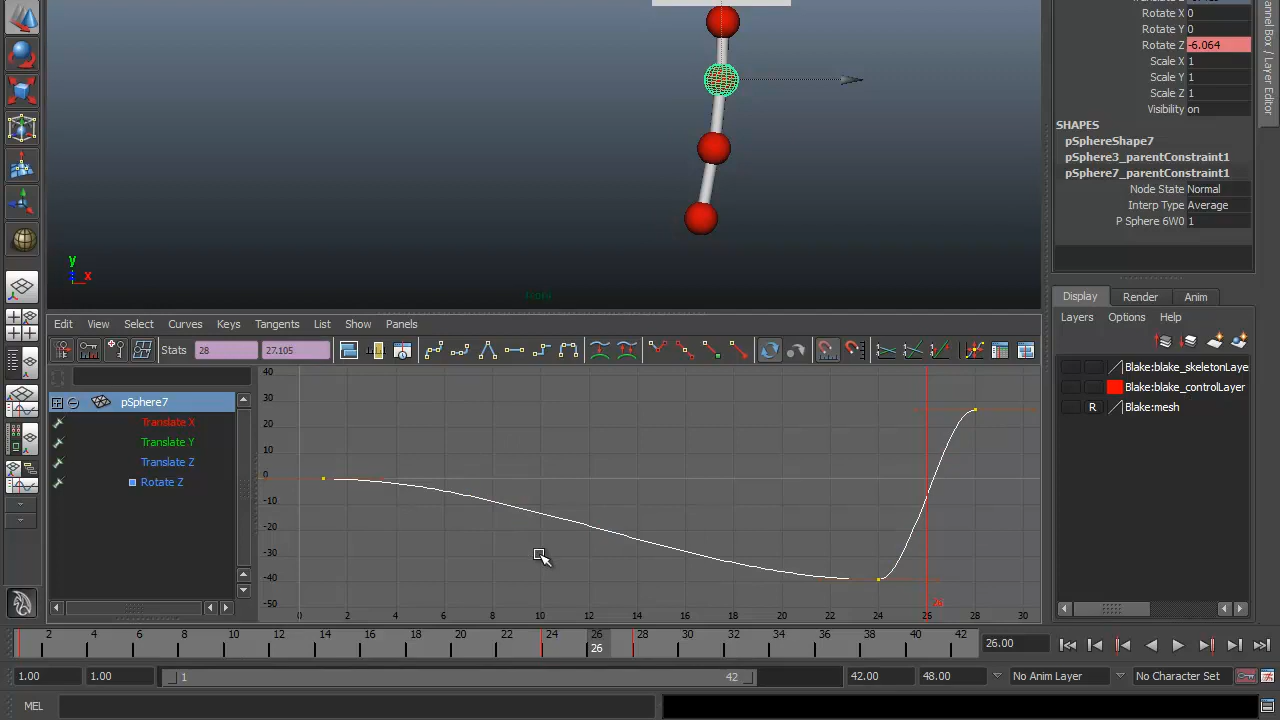 Rotate X 0
Rotate Y 0
Rotate Z -6.064
Scale X 1
Scale Y 1
Scale Z 1
Visibility on
SHAPES
pSphereShape7
pSphere3_parentConstraint1
pSphere7_parentConstraint1
Node State Normal
Interp Type Average
P Sphere 6W0 1
Channel Box / Layer Editor
y
x
Display Render Anim
Layers Options Help
Blake:blake_skeletonLaye
Blake:blake_controlLayer
R Blake:mesh
Edit View Select Curves Keys Tangents List Show Panels
Stats 28 27.105
pSphere7
Translate X
Translate Y
Translate Z
Rotate Z
40
30
20
10
0
-10
-20
-30
-40
-50
0 2 4 6 8 10 12 14 16 18 20 22 24 26 28 30
26
2 4 6 8 10 12 14 16 18 20 22 24 26 28 30 32 34 36 38 40 42
26
26.00
1.00 1.00 1 42 42.00 48.00 No Anim Layer No Character Set
MEL